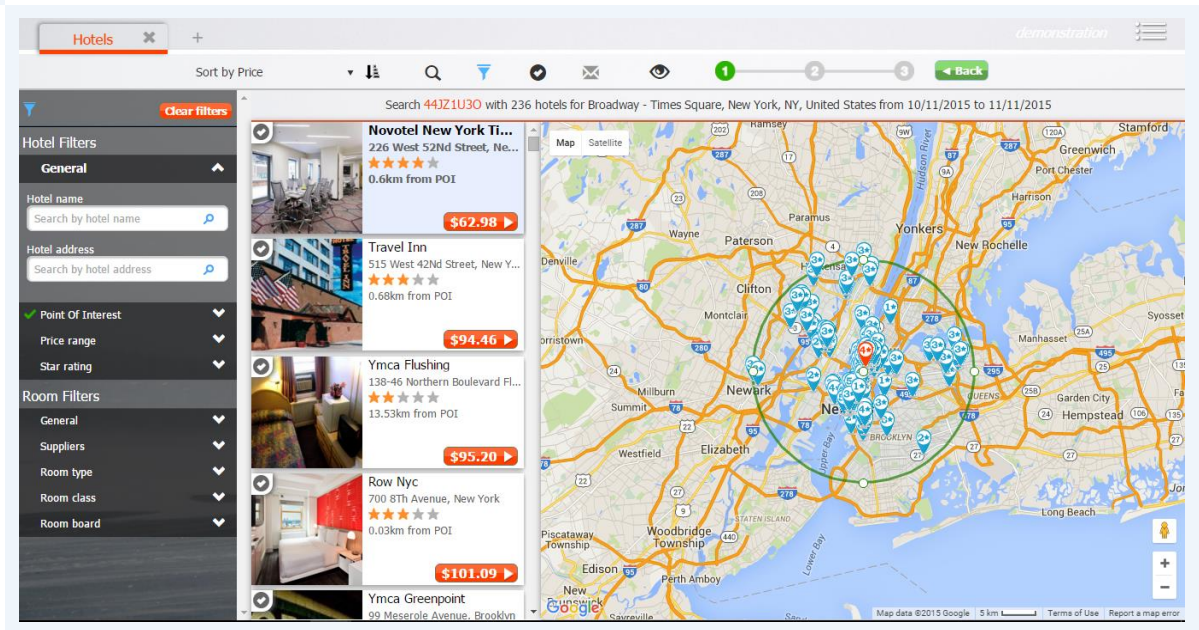 Hotels
+
demonstration
Sort by Price
1
2
3
Back
Clear filters
Search 44JZ1U3O with 236 hotels for Broadway - Times Square, New York, NY, United States from 10/11/2015 to 11/11/2015
Hotel Filters
General
Hotel name
Search by hotel name
Hotel address
Search by hotel address
Point Of Interest
Price range
Star rating
Room Filters
General
Suppliers
Room type
Room class
Room board
Novotel New York Ti...
226 West 52Nd Street, Ne...
0.6km from POI
$62.98
Travel Inn
515 West 42Nd Street, New Y...
0.68km from POI
$94.46
Ymca Flushing
138-46 Northern Boulevard Fl...
13.53km from POI
$95.20
Row Nyc
700 8Th Avenue, New York
0.03km from POI
$101.09
Ymca Greenpoint
99 Meserole Avenue, Brooklyn
Map
Satellite
Ramsey
Stamford
Greenwich
Port Chester
Hudson River
Harrison
Paramus
Yonkers
Wayne
Paterson
New Rochelle
Denville
Clifton
Montclair
Syosset
Manhasset
orristown
Millburn
Newark
QUEENS
Garden City
Summit
Hempstead
BROOKLYN
Westfield
Elizabeth
Upper Bay
Long Beach
STATEN ISLAND
Piscataway
Township
Woodbridge
Township
Edison
Lower Bay
Perth Amboy
New
Brunswick
Sayreville
Google
Map data ©2015 Google
5 km
Terms of Use
Report a map error